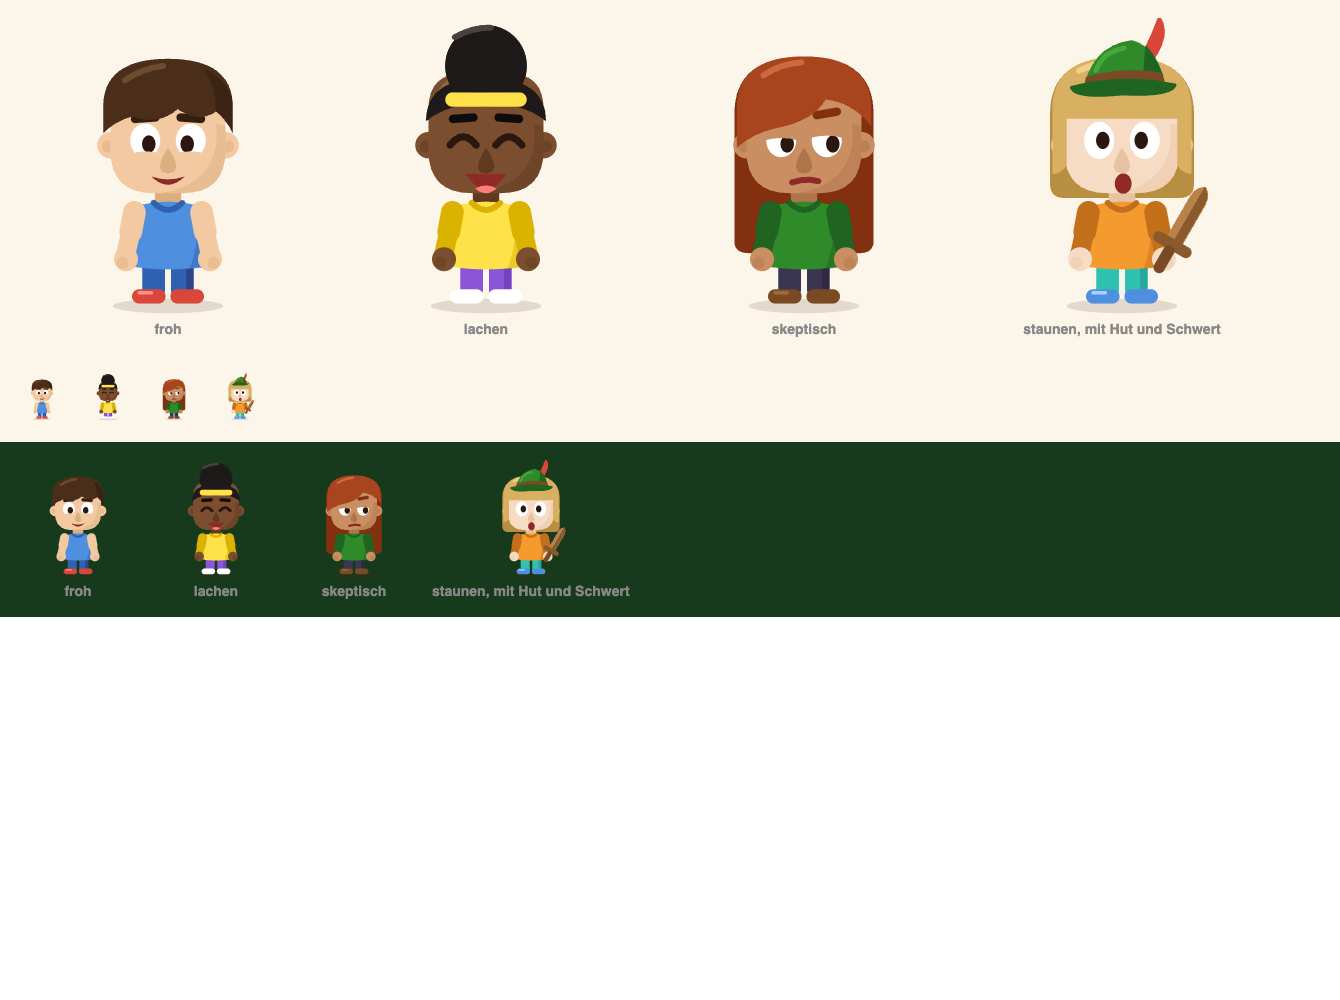 froh
lachen
skeptisch
staunen, mit Hut und Schwert
froh
lachen
skeptisch
staunen, mit Hut und Schwert